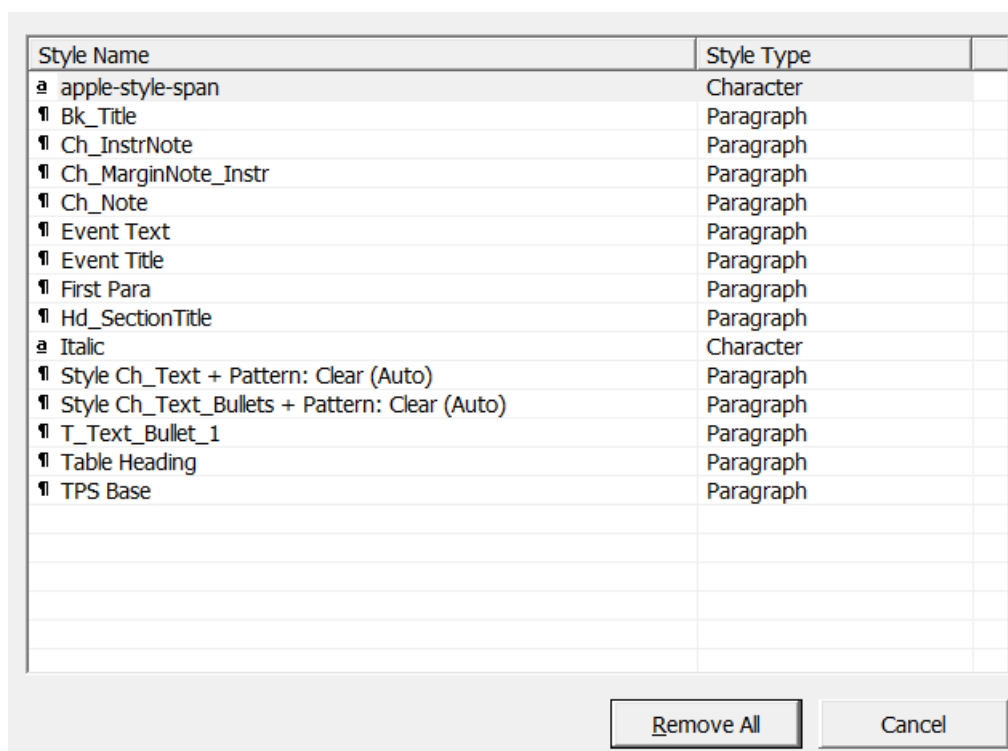 Style Name Style Type
a apple-style-span Character
¶ Bk_Title Paragraph
¶ Ch_InstrNote Paragraph
¶ Ch_MarginNote_Instr Paragraph
¶ Ch_Note Paragraph
¶ Event Text Paragraph
¶ Event Title Paragraph
¶ First Para Paragraph
¶ Hd_SectionTitle Paragraph
a Italic Character
¶ Style Ch_Text + Pattern: Clear (Auto) Paragraph
¶ Style Ch_Text_Bullets + Pattern: Clear (Auto) Paragraph
¶ T_Text_Bullet_1 Paragraph
¶ Table Heading Paragraph
¶ TPS Base Paragraph
Remove All Cancel